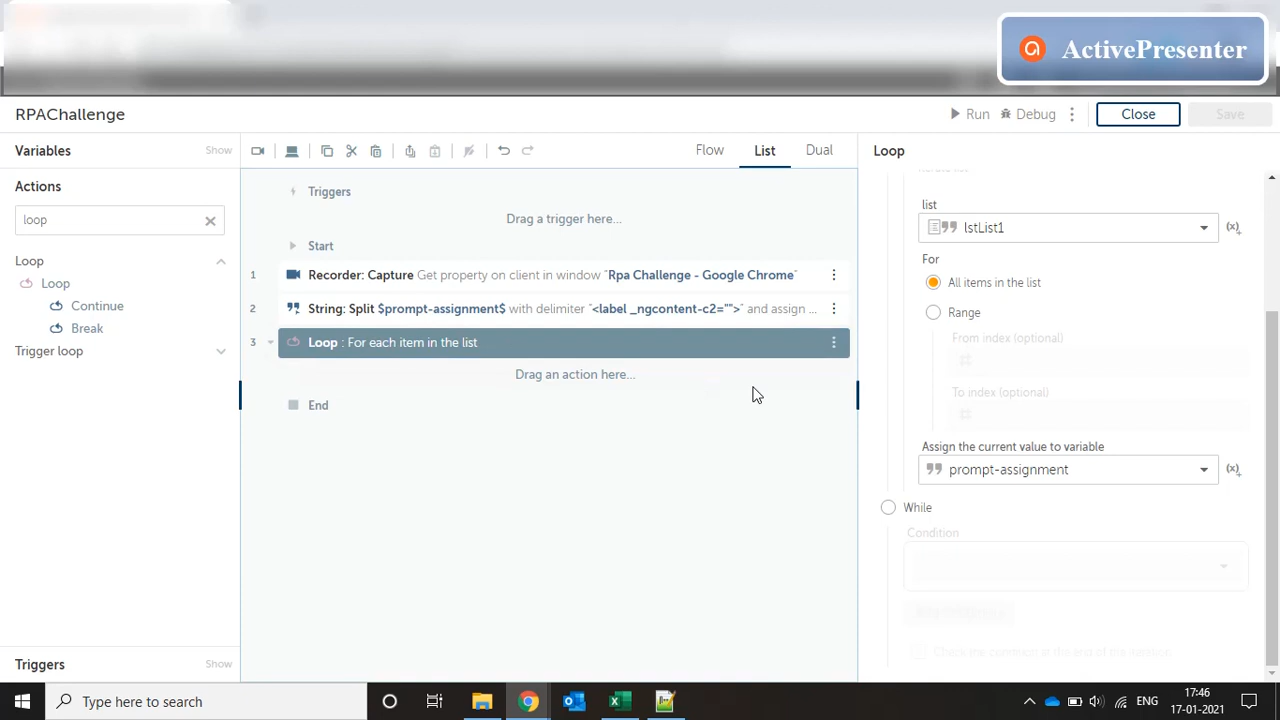 ActivePresenter
RPAChallenge
Run
Debug
Close
Save
Variables
Show
Flow
List
Dual
Loop
Actions
loop
Triggers
Drag a trigger here...
Start
1 Recorder: Capture Get property on client in window "Rpa Challenge - Google Chrome"
2 String: Split $prompt-assignment$ with delimiter "<label _ngcontent-c2="">" and assign ...
3 Loop : For each item in the list
Drag an action here...
End
Loop
Loop
Continue
Break
Trigger loop
Triggers
Show
list
lstList1
(x)
For
All items in the list
Range
From index (optional)
To index (optional)
Assign the current value to variable
prompt-assignment
(x)
While
Condition
Type here to search
ENG
17:46
17-01-2021